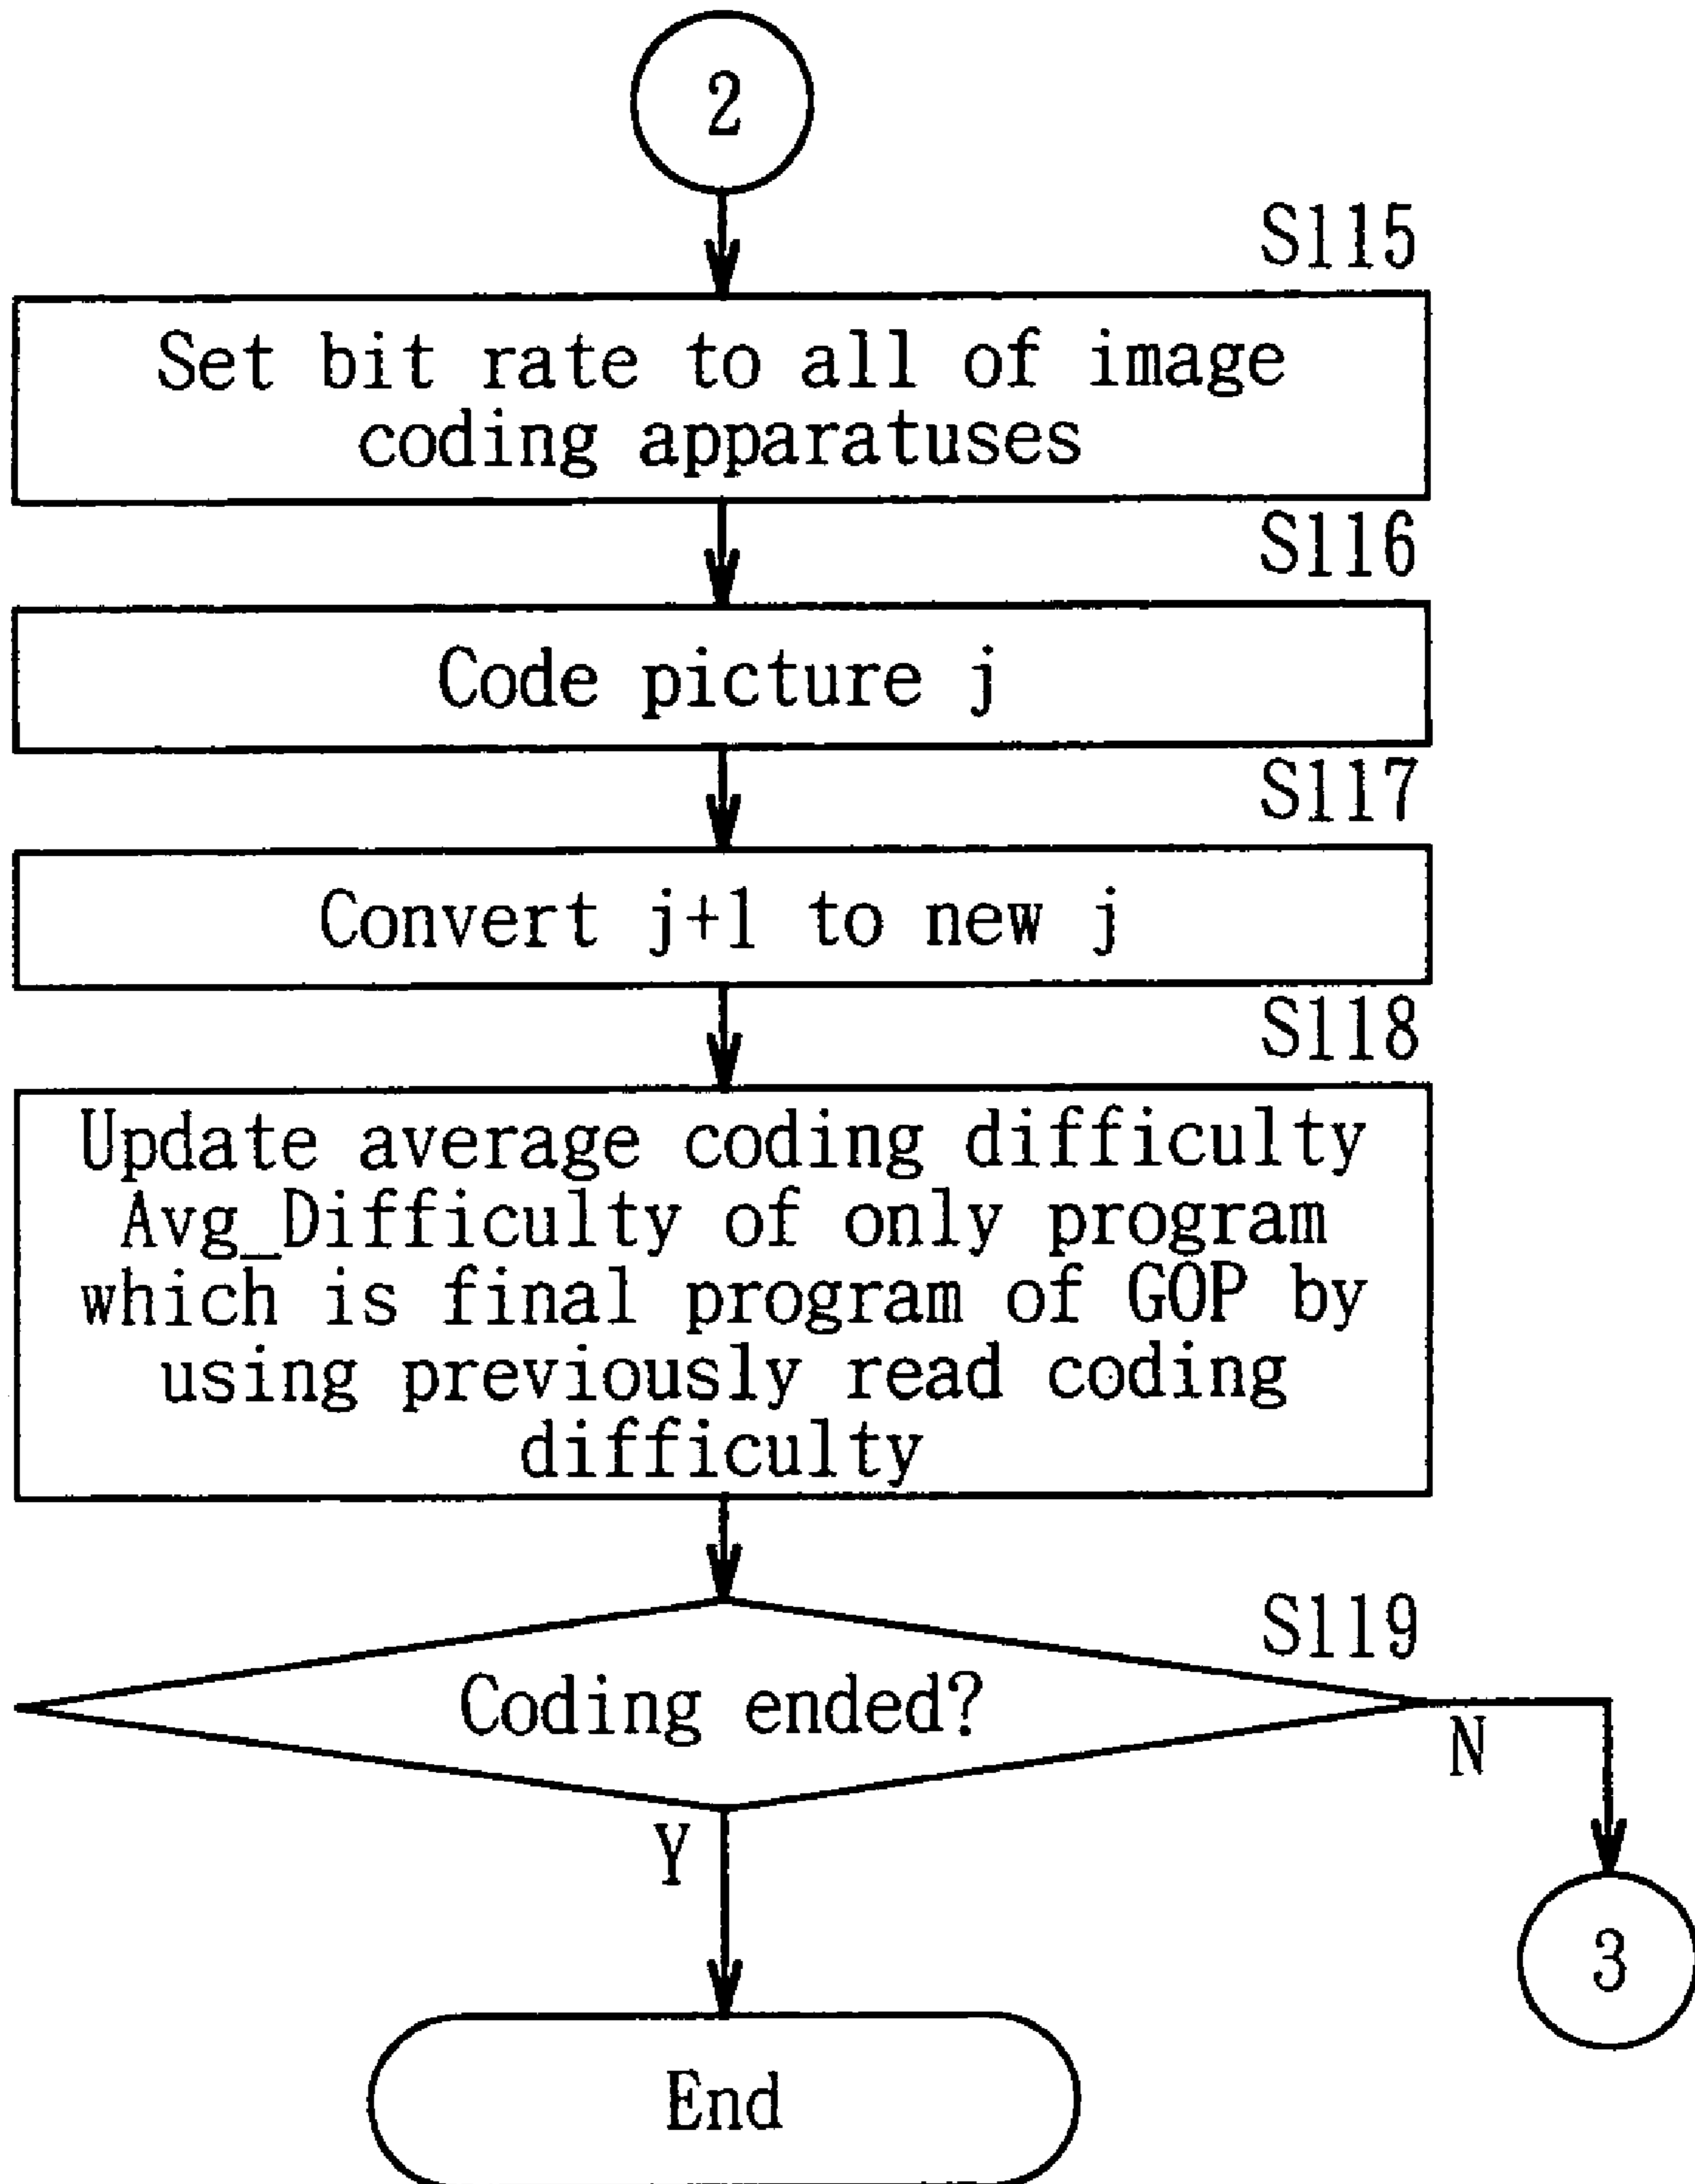 2
S115
Set bit rate to all of image
coding apparatuses
S116
Code picture j
S117
Convert j+1 to new j
S118
Update average coding difficulty
Avg_Difficulty of only program
which is final program of GOP by
using previously read coding
difficulty
S119
Coding ended?
N
Y
3
End